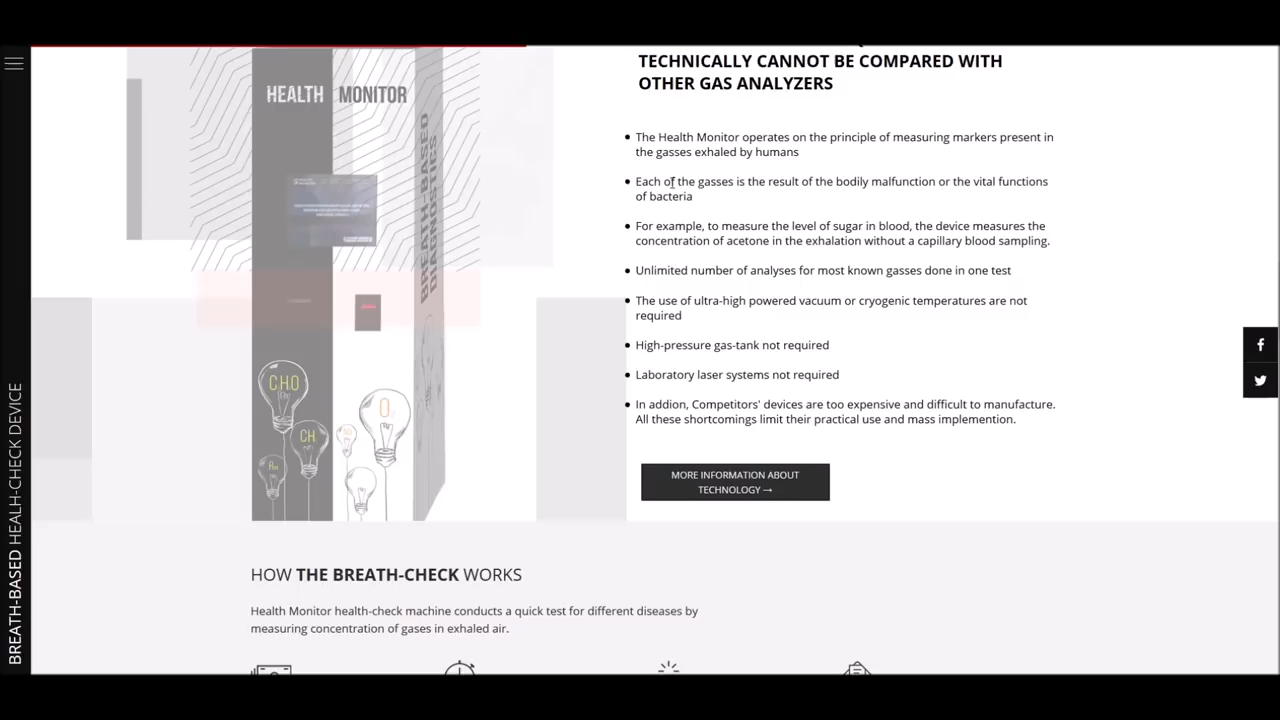 TECHNICALLY CANNOT BE COMPARED WITH
OTHER GAS ANALYZERS
HEALTH MONITOR
BREATH-BASED
DIAGNOSTICS
The Health Monitor operates on the principle of measuring markers present in
the gasses exhaled by humans
Each of the gasses is the result of the bodily malfunction or the vital functions
of bacteria
For example, to measure the level of sugar in blood, the device measures the
concentration of acetone in the exhalation without a capillary blood sampling.
Unlimited number of analyses for most known gasses done in one test
The use of ultra-high powered vacuum or cryogenic temperatures are not
required
High-pressure gas-tank not required
Laboratory laser systems not required
In addion, Competitors' devices are too expensive and difficult to manufacture.
All these shortcomings limit their practical use and mass implemention.
MORE INFORMATION ABOUT
TECHNOLOGY →
CHO
CH
BREATH-BASED HEALH-CHECK DEVICE
HOW THE BREATH-CHECK WORKS
Health Monitor health-check machine conducts a quick test for different diseases by
measuring concentration of gases in exhaled air.